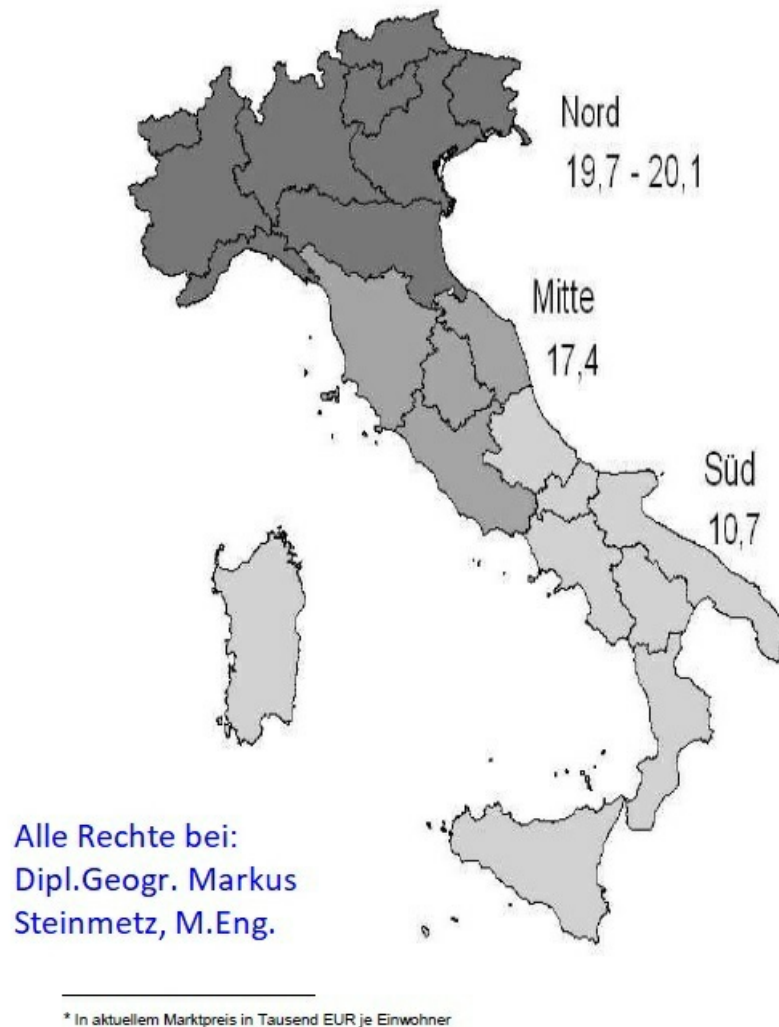 Nord
19,7 - 20,1
Mitte
17,4
Süd
10,7
Alle Rechte bei:
Dipl.Geogr. Markus
Steinmetz, M.Eng.
* In aktuellem Marktpreis in Tausend EUR je Einwohner